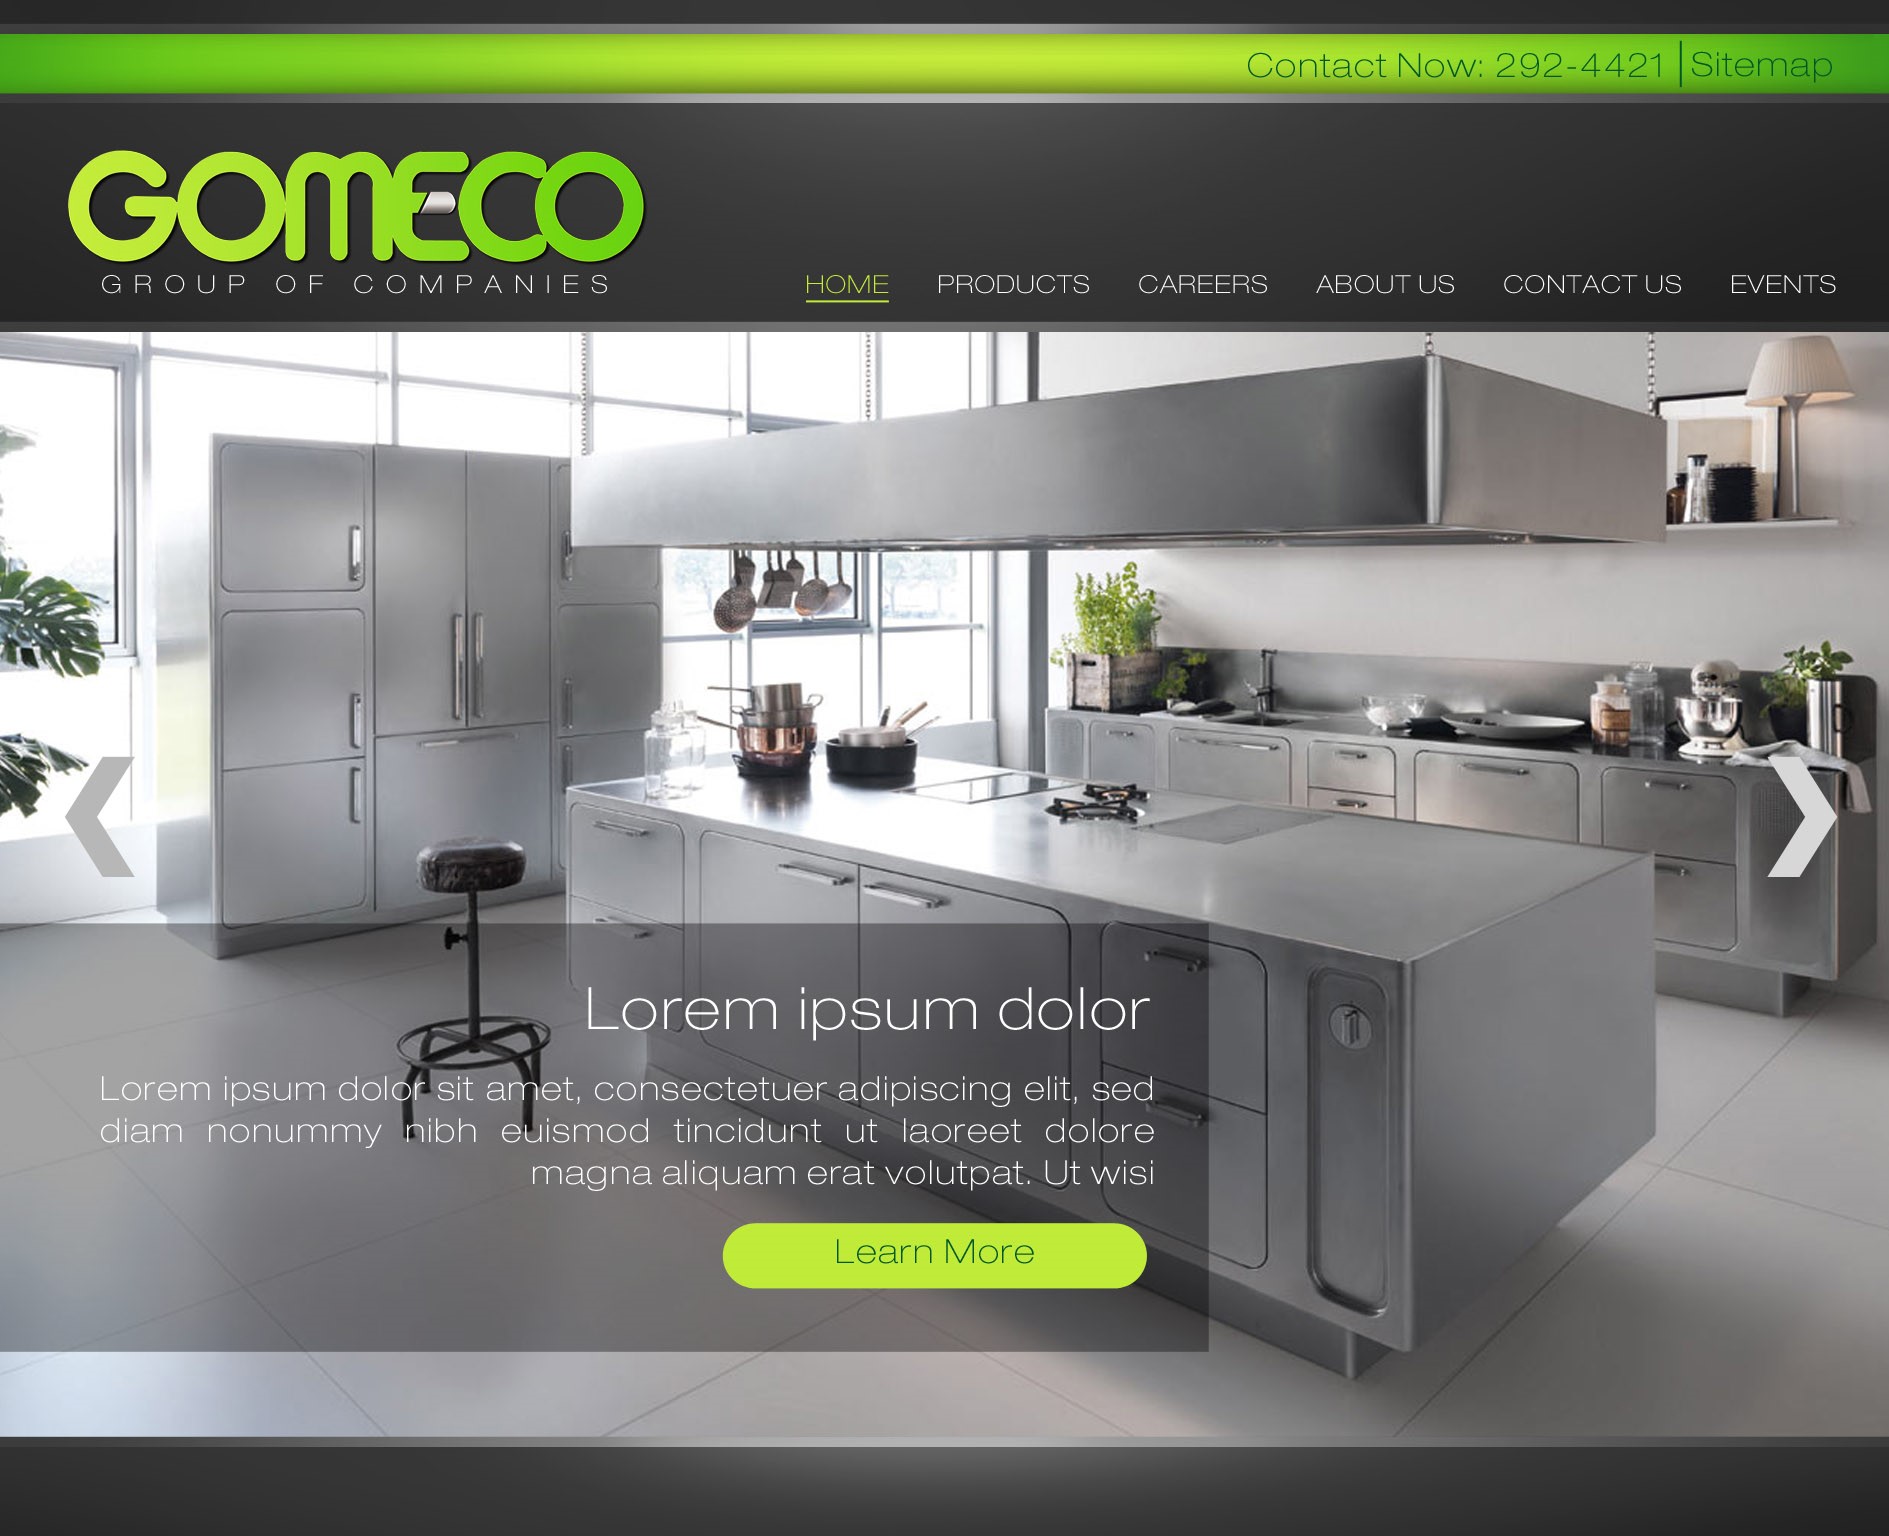 Contact Now: 292-4421 | Sitemap
GOMECO
GROUP OF COMPANIES
HOME PRODUCTS CAREERS ABOUT US CONTACT US EVENTS
Lorem ipsum dolor
Lorem ipsum dolor sit amet, consectetuer adipiscing elit, sed
diam nonummy nibh euismod tincidunt ut laoreet dolore
magna aliquam erat volutpat. Ut wisi
Learn More